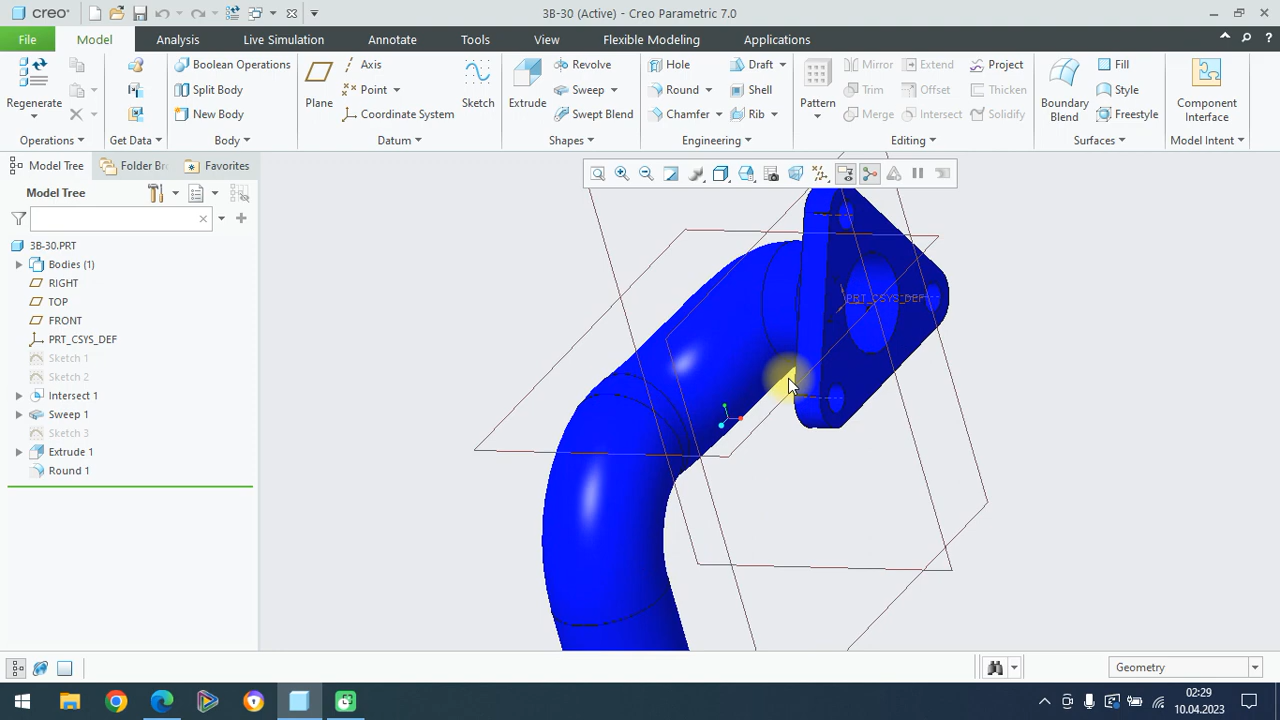 creo
3B-30 (Active) - Creo Parametric 7.0
File
Model
Analysis
Live Simulation
Annotate
Tools
View
Flexible Modeling
Applications
Regenerate
Operations
Get Data
Boolean Operations
Split Body
New Body
Body
Plane
Axis
Point
Coordinate System
Sketch
Datum
Extrude
Revolve
Sweep
Swept Blend
Shapes
Hole
Round
Chamfer
Draft
Shell
Rib
Engineering
Pattern
Mirror
Trim
Merge
Extend
Offset
Intersect
Project
Thicken
Solidify
Editing
Boundary
Blend
Fill
Style
Freestyle
Surfaces
Component
Interface
Model Intent
Model Tree
Folder Br
Favorites
Model Tree
3B-30.PRT
Bodies (1)
RIGHT
TOP
FRONT
PRT_CSYS_DEF
Sketch 1
Sketch 2
Intersect 1
Sweep 1
Sketch 3
Extrude 1
Round 1
PRT_CSYS_DEF
Geometry
02:29
10.04.2023